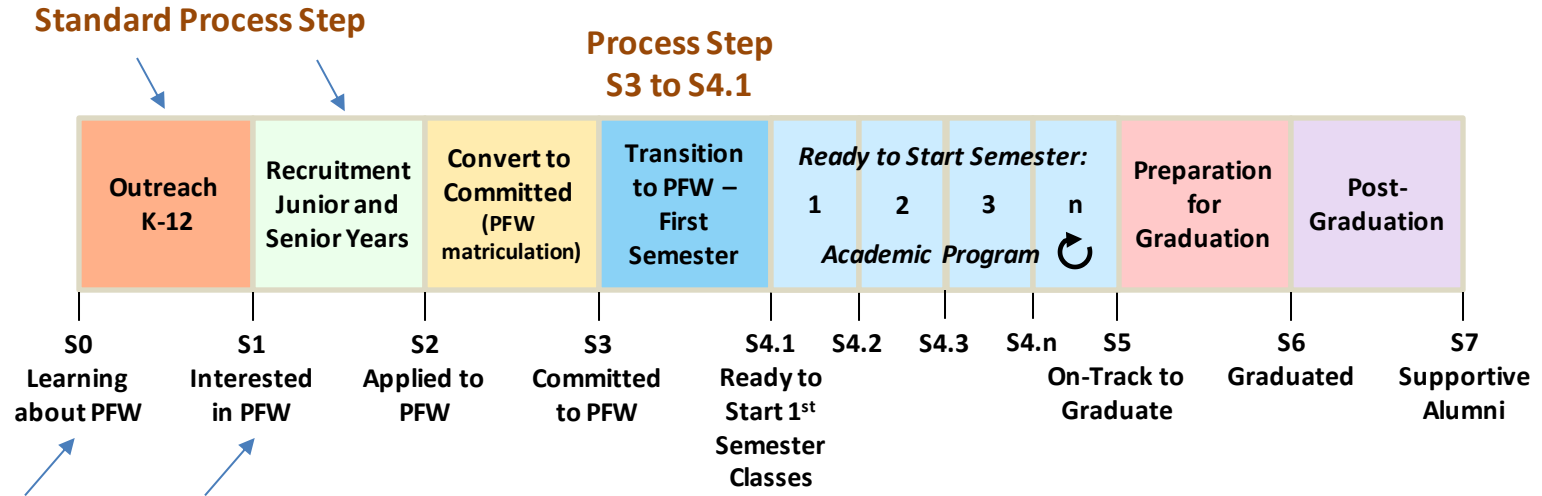 Standard Process Step
Process Step
S3 to S4.1
Outreach
K-12
Recruitment
Junior and
Senior Years
Convert to
Committed
(PFW
matriculation)
Transition
to PFW –
First
Semester
Ready to Start Semester:
1 2 3 n
Academic Program
Preparation
for
Graduation
Post-
Graduation
S0
Learning
about PFW
S1
Interested
in PFW
S2
Applied to
PFW
S3
Committed
to PFW
S4.1
Ready to
Start 1st
Semester
Classes
S4.2
S4.3
S4.n
S5
On-Track to
Graduate
S6
Graduated
S7
Supportive
Alumni